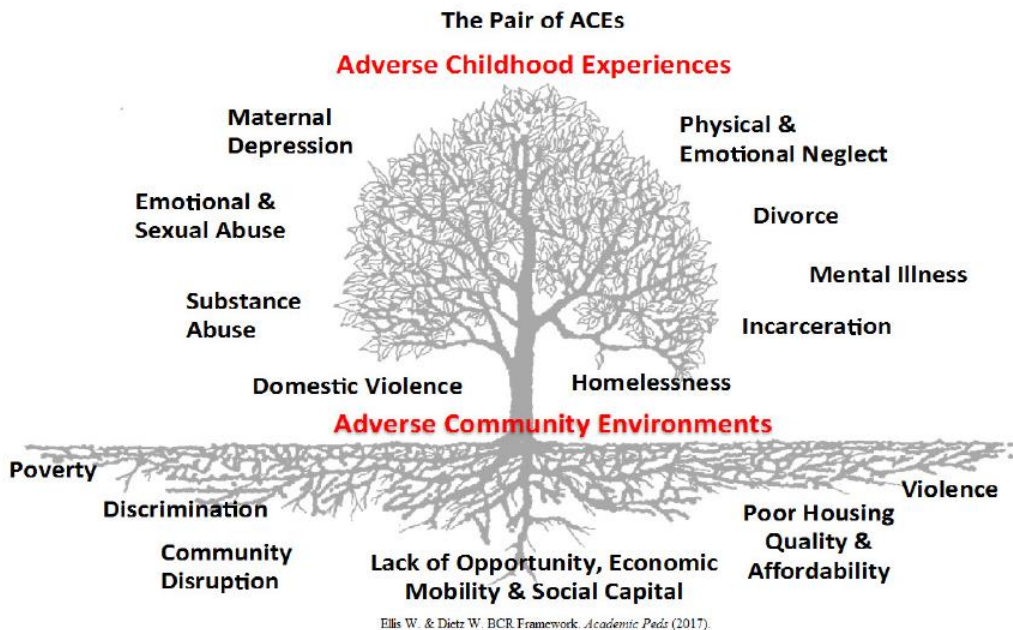 The Pair of ACEs
Adverse Childhood Experiences
Maternal
Depression
Physical &
Emotional Neglect
Emotional &
Sexual Abuse
Divorce
Mental Illness
Substance
Abuse
Incarceration
Domestic Violence
Homelessness
Adverse Community Environments
Poverty
Violence
Discrimination
Poor Housing
Quality &
Affordability
Community
Disruption
Lack of Opportunity, Economic
Mobility & Social Capital
Ellis W. & Dietz W. BCR Framework. Academic Peds (2017).